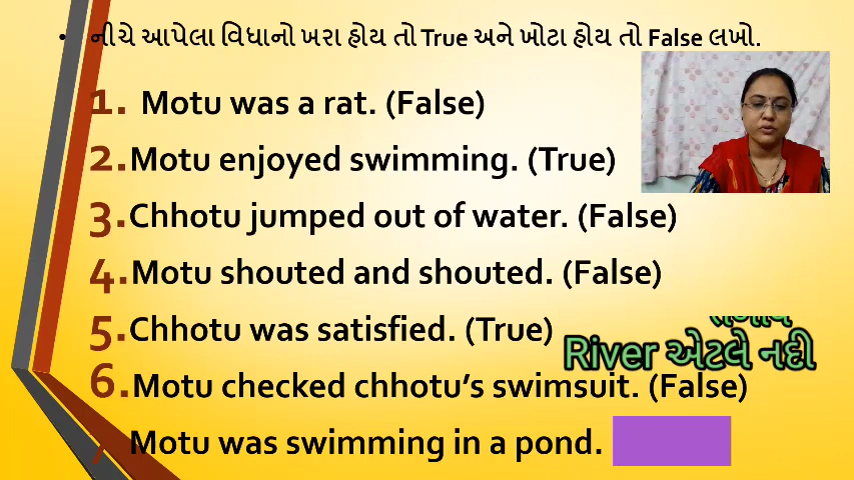 • નીચે આપેલા વિધાનો ખરા હોય તો True અને ખોટા હોય તો False લખો.
1. Motu was a rat. (False)
2. Motu enjoyed swimming. (True)
3. Chhotu jumped out of water. (False)
4. Motu shouted and shouted. (False)
5. Chhotu was satisfied. (True)
River એટલે નદી
6. Motu checked chhotu's swimsuit. (False)
Motu was swimming in a pond.